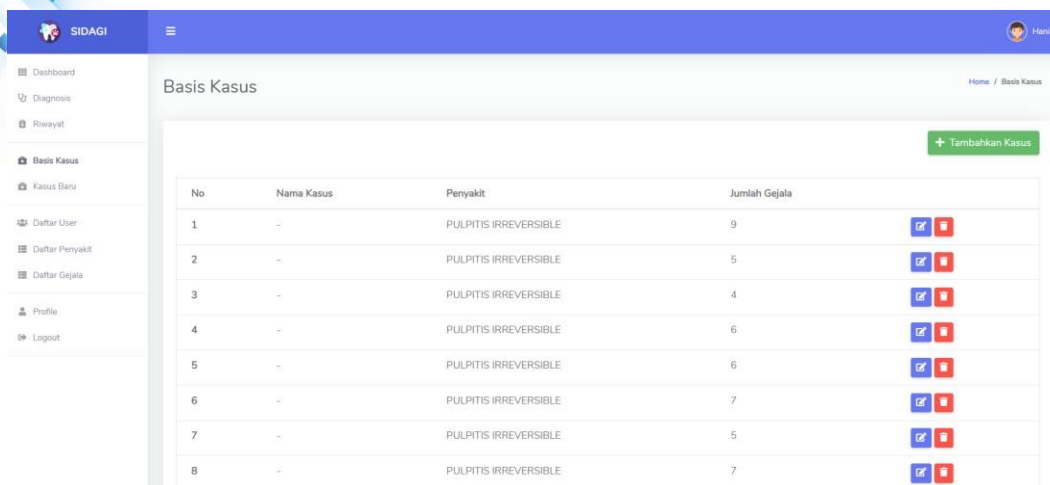 SIDAGI
Hani
Dashboard
Diagnosis
Riwayat
Basis Kasus
Kasus Baru
Daftar User
Daftar Penyakit
Daftar Gejala
Profile
Logout
Basis Kasus
Home / Basis Kasus
+ Tambahkan Kasus
No Nama Kasus Penyakit Jumlah Gejala
1 - PULPITIS IRREVERSIBLE 9
2 - PULPITIS IRREVERSIBLE 5
3 - PULPITIS IRREVERSIBLE 4
4 - PULPITIS IRREVERSIBLE 6
5 - PULPITIS IRREVERSIBLE 6
6 - PULPITIS IRREVERSIBLE 7
7 - PULPITIS IRREVERSIBLE 5
8 - PULPITIS IRREVERSIBLE 7